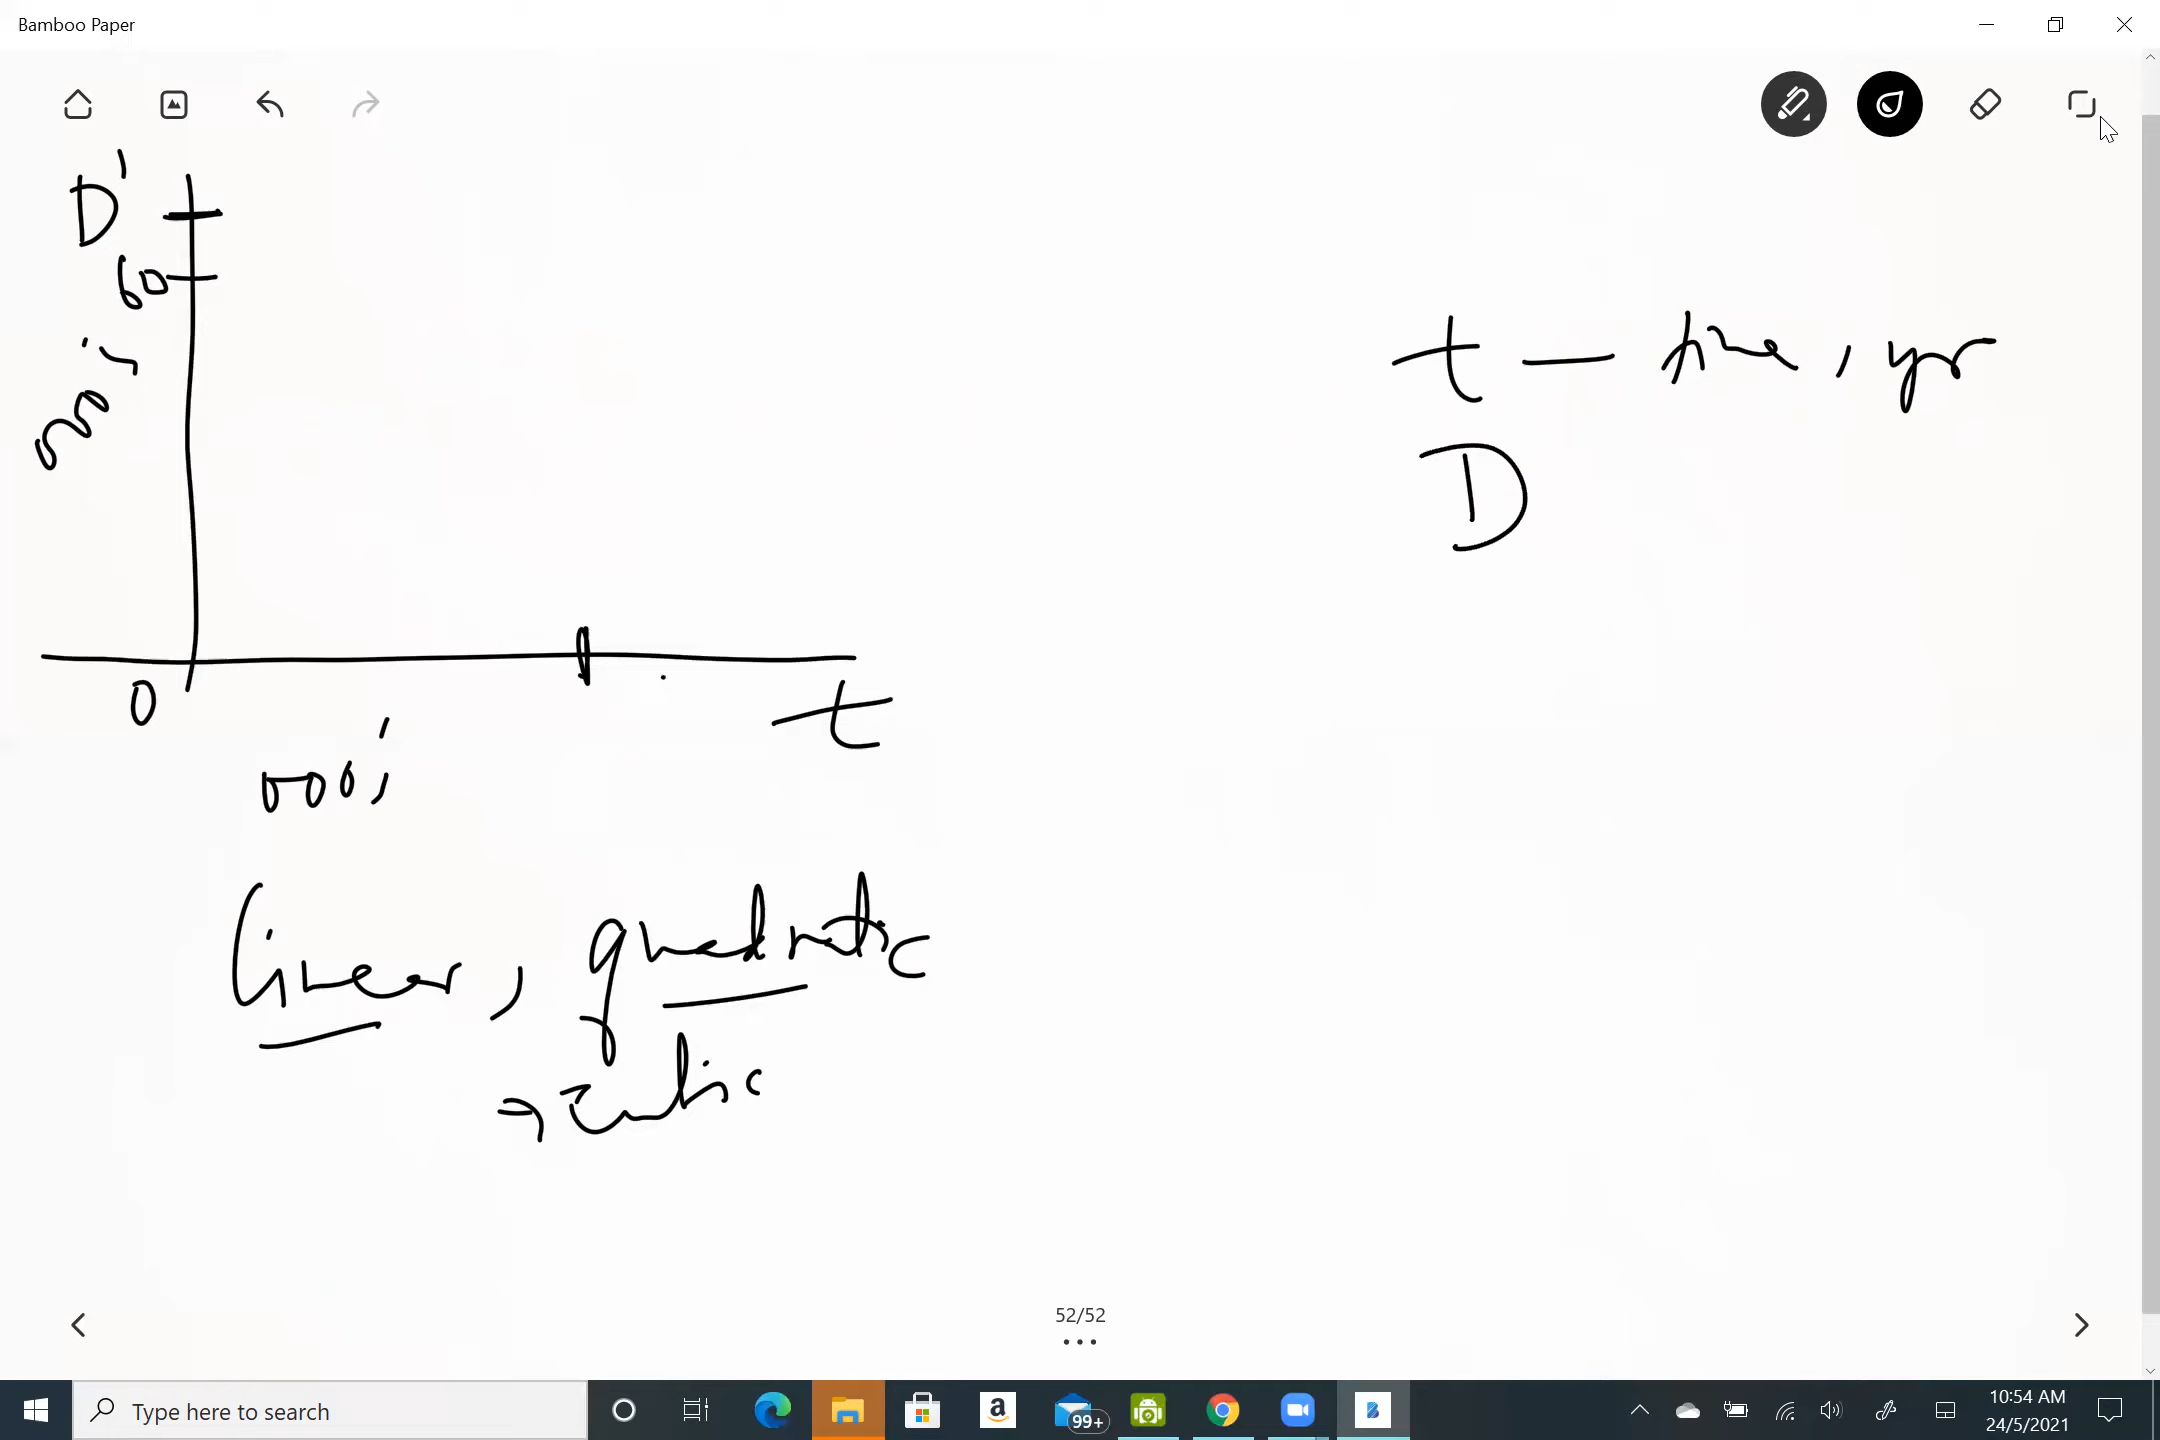 Bamboo Paper
D'
60
t — time, yr
D
0
t
linear, quadratic
, cubic
52/52
Type here to search
99+
10:54 AM
24/5/2021